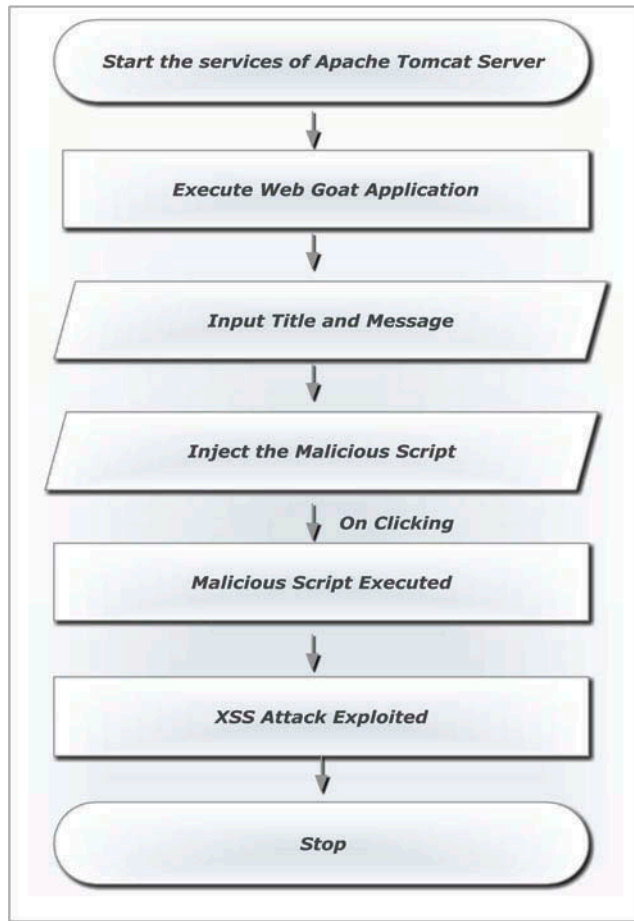 Start the services of Apache Tomcat Server
Execute Web Goat Application
Input Title and Message
Inject the Malicious Script
On Clicking
Malicious Script Executed
XSS Attack Exploited
Stop